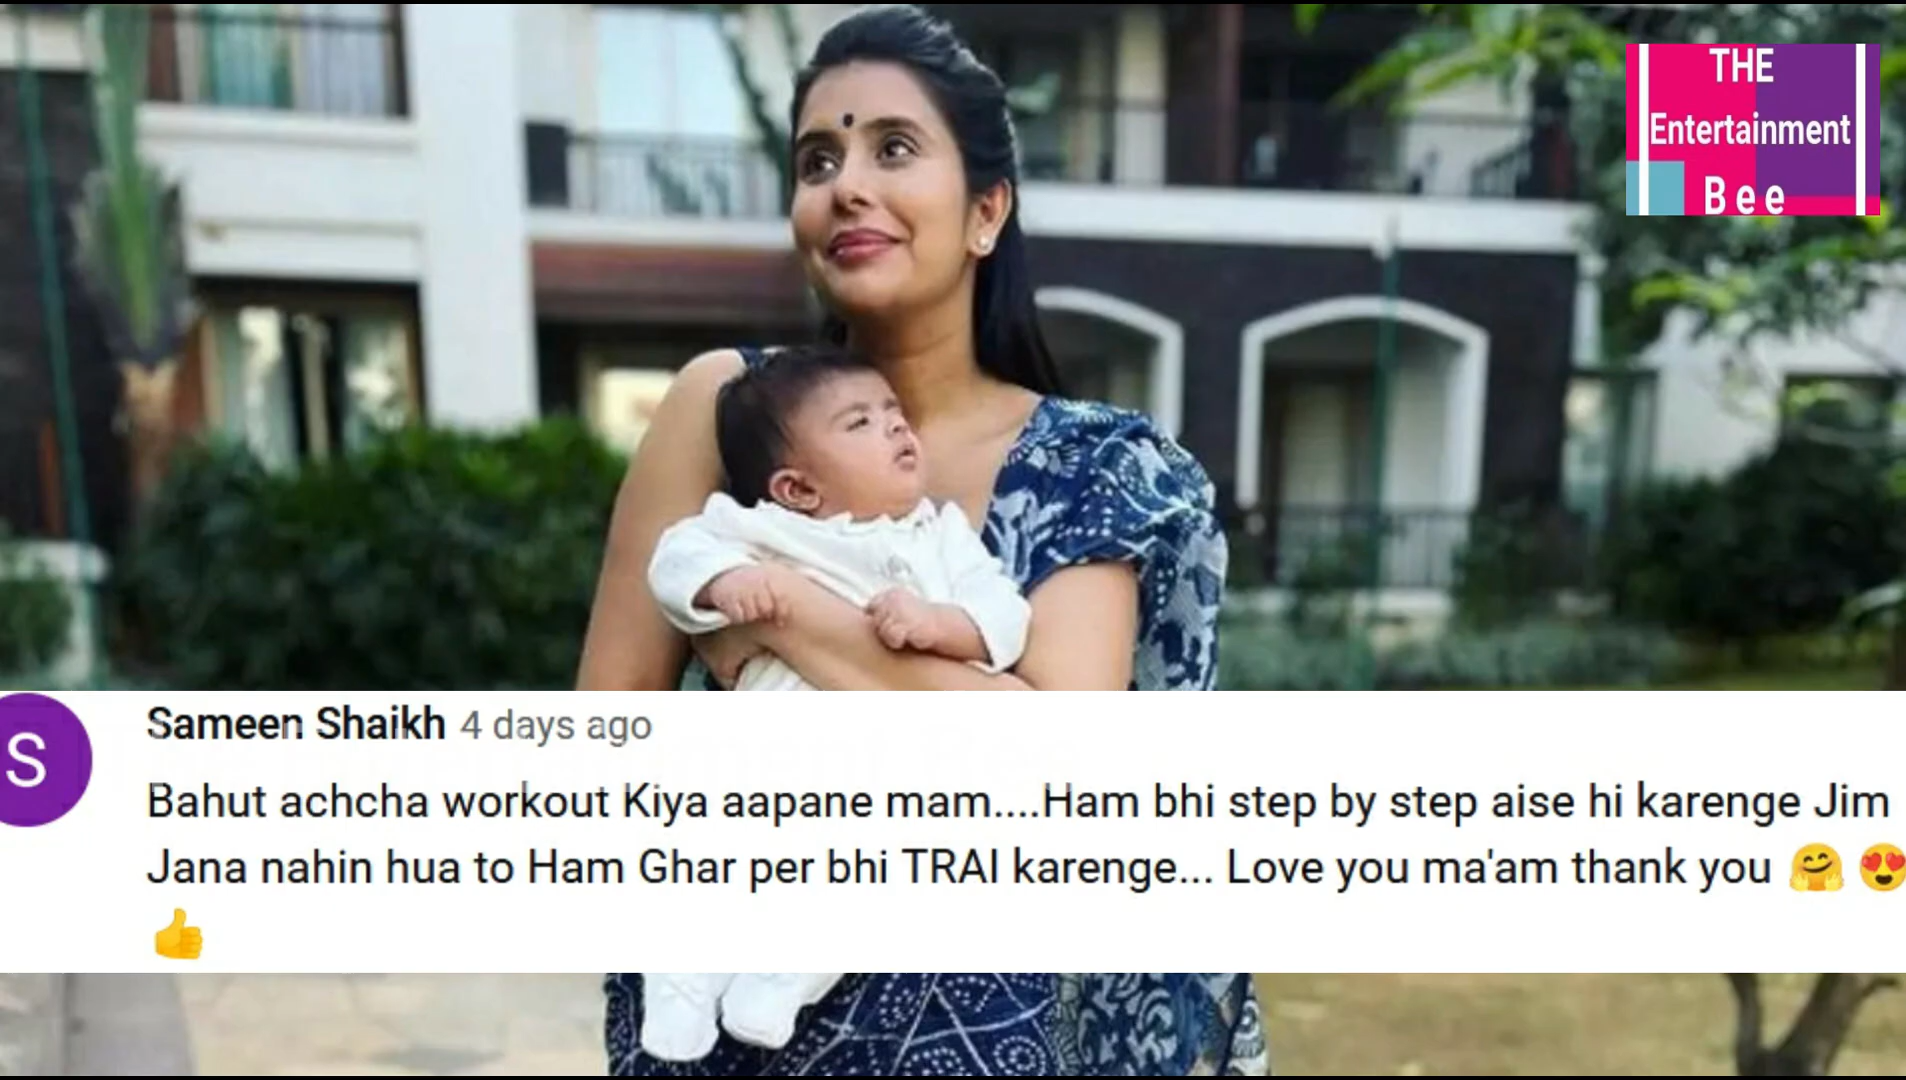 THE
Entertainment
Bee
S
Sameen Shaikh 4 days ago
Bahut achcha workout Kiya aapane mam....Ham bhi step by step aise hi karenge Jim
Jana nahin hua to Ham Ghar per bhi TRAI karenge... Love you ma'am thank you 🤗 😍
👍